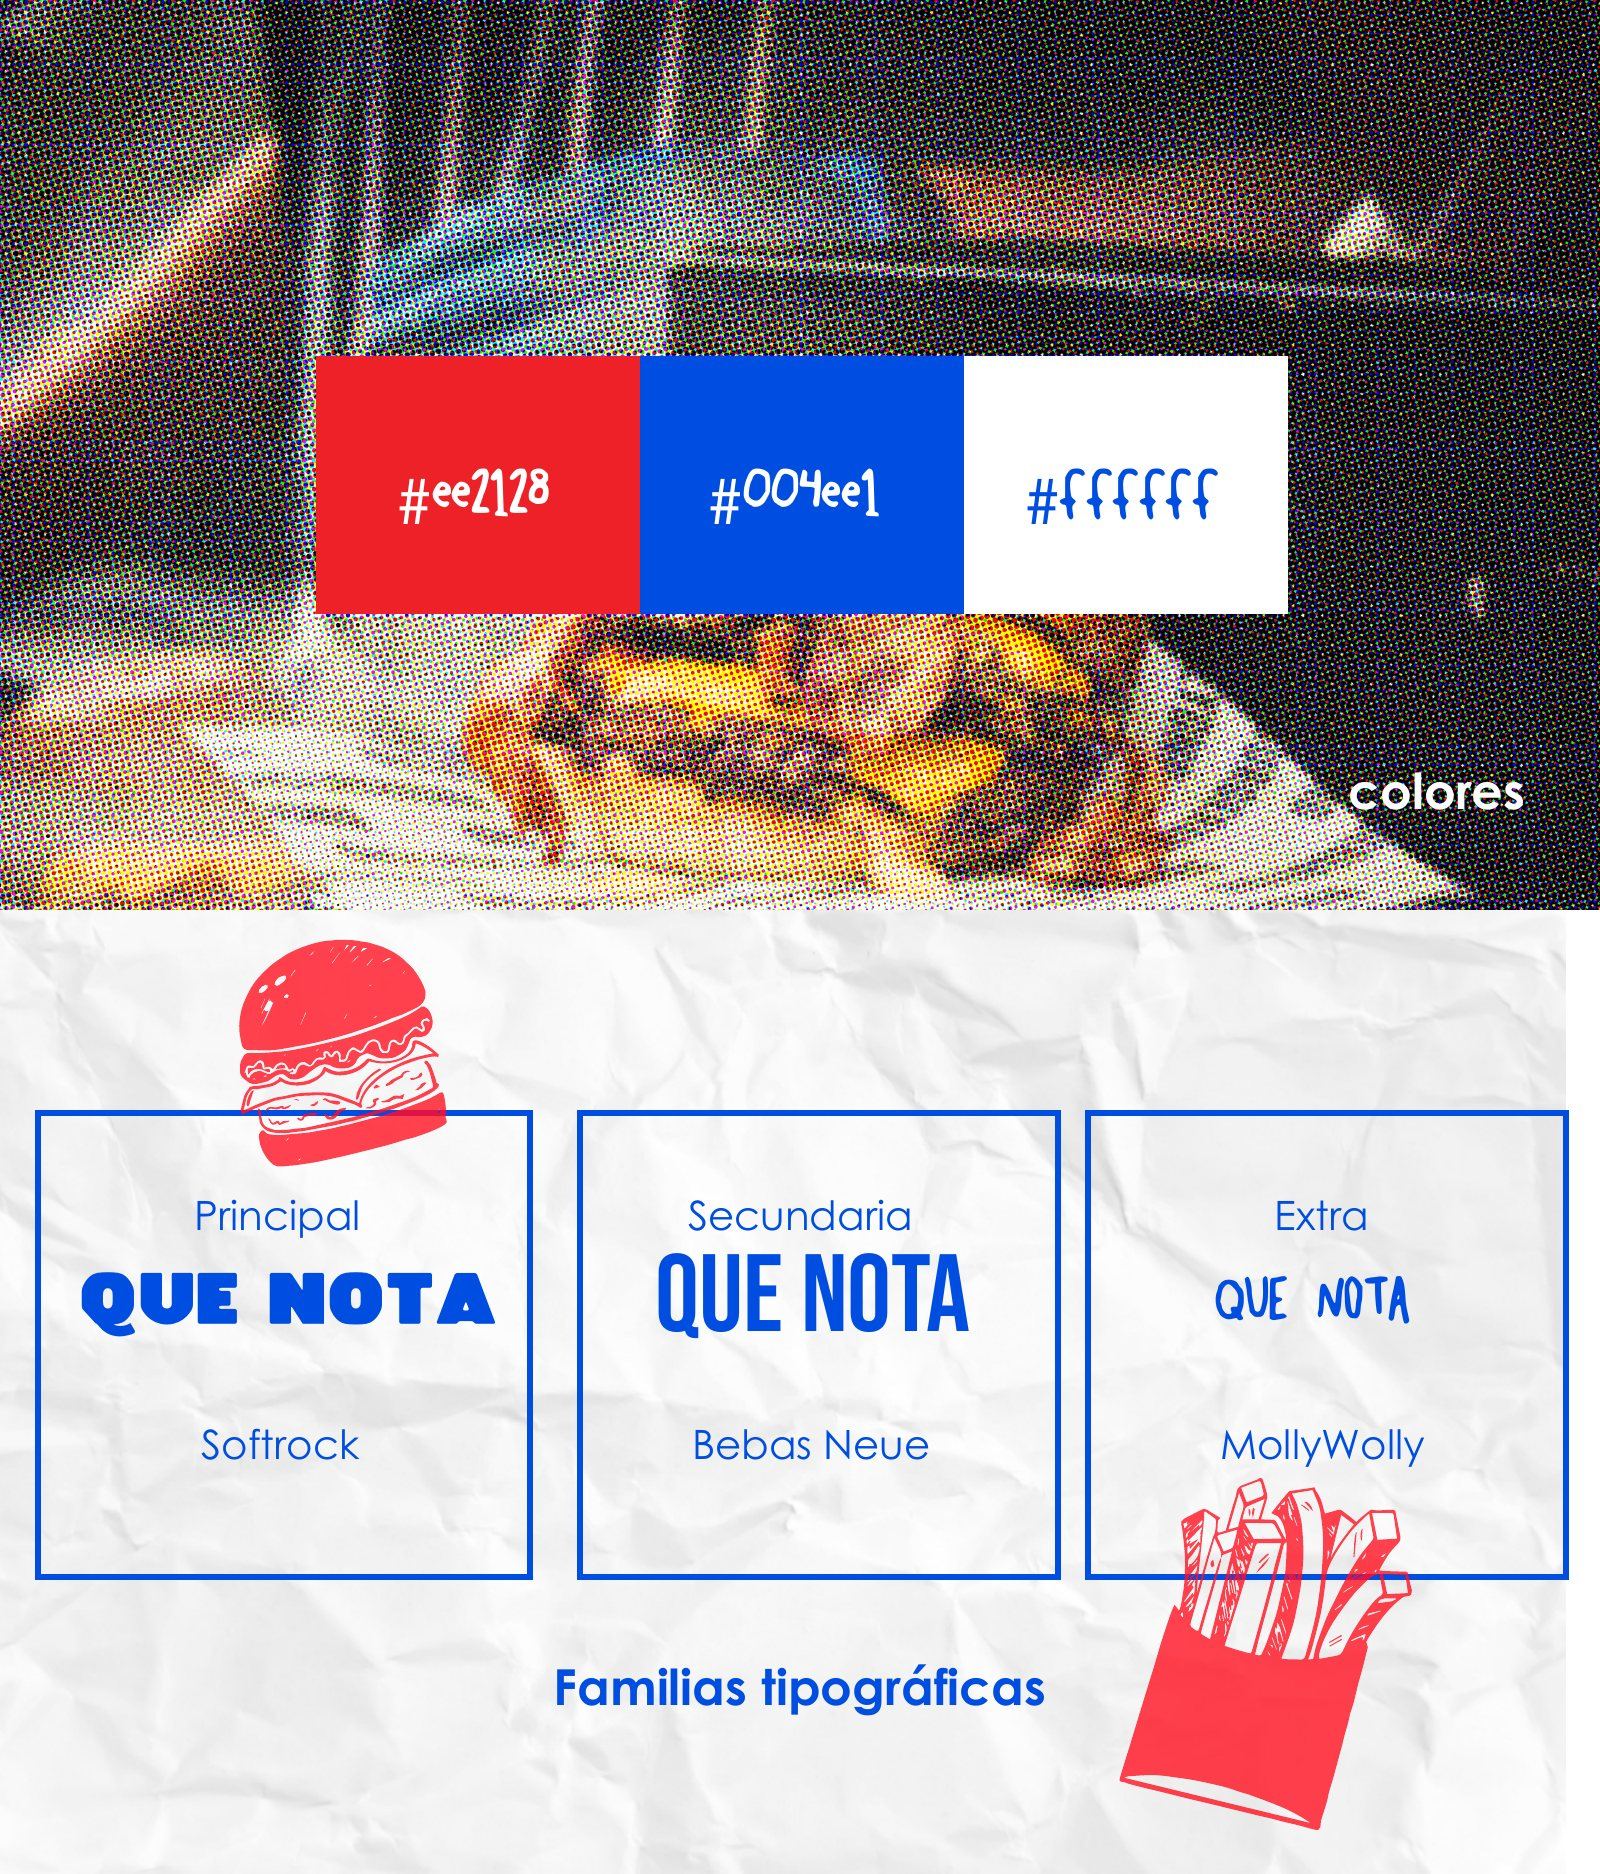 #ee2128
#004ee1
#ffffff
colores
Principal
QUE NOTA
Softrock
Secundaria
QUE NOTA
Bebas Neue
Extra
QUE NOTA
MollyWolly
Familias tipográficas